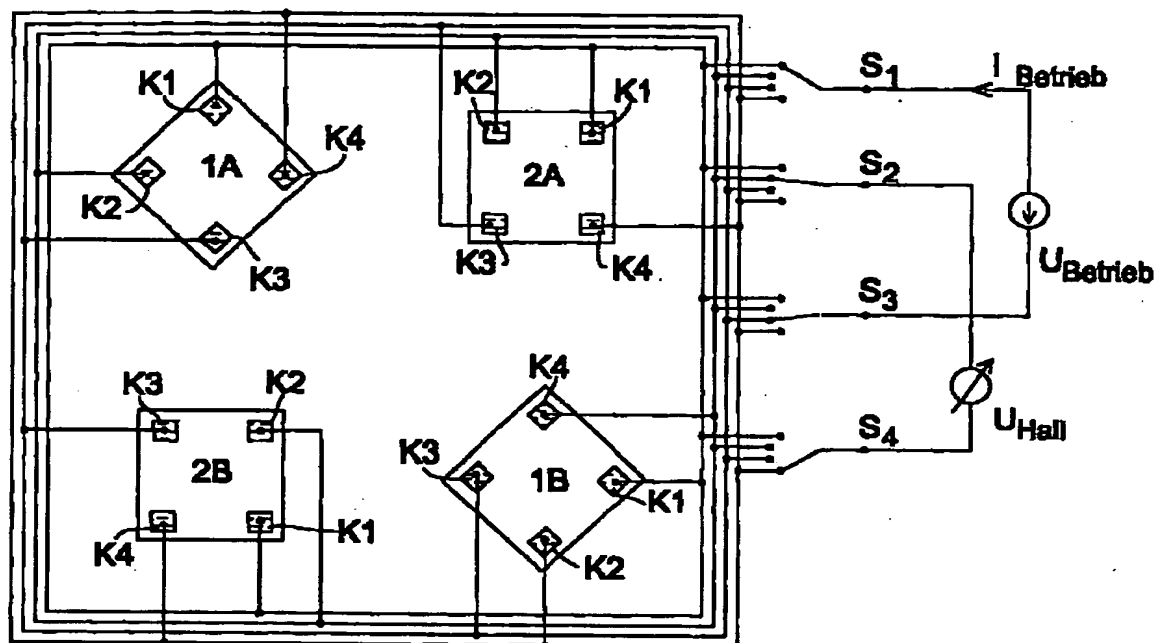 K1
1A
K4
K2
K3
K2
K1
2A
K3
K4
S1
I Betrieb
S2
U Betrieb
S3
U Hall
S4
K3
K2
2B
K4
K1
K4
K3
1B
K1
K2